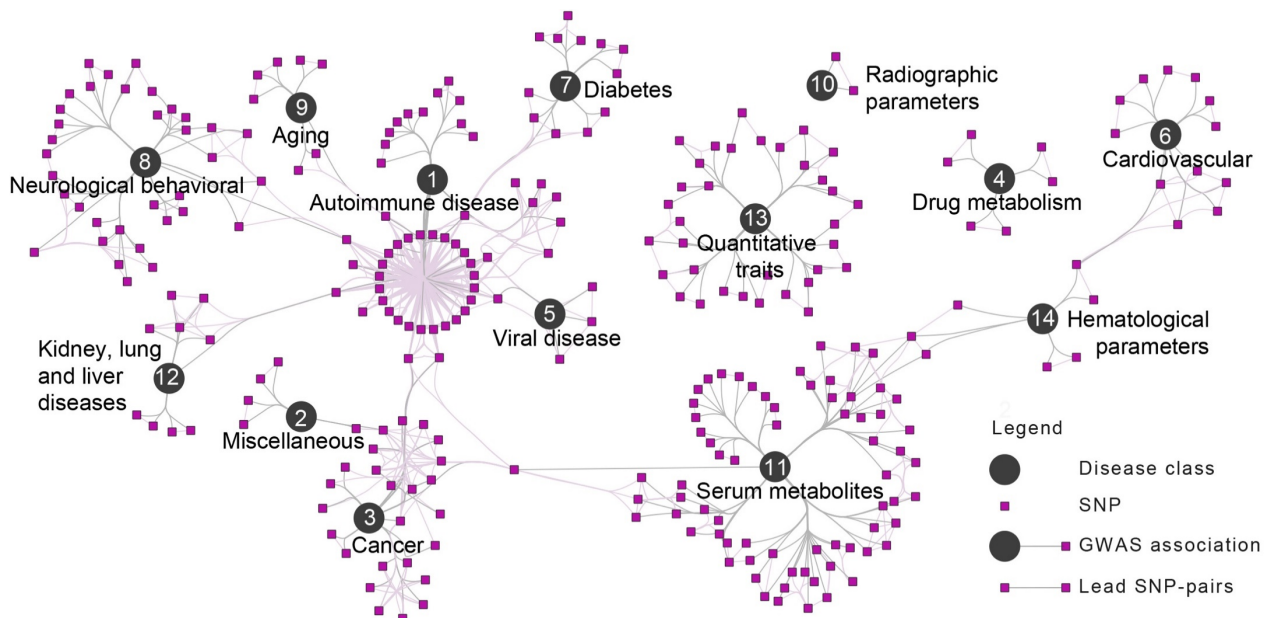 7
Diabetes
10
Radiographic
parameters
9
Aging
6
Cardiovascular
8
Neurological behavioral
1
Autoimmune disease
4
Drug metabolism
13
Quantitative
traits
5
Viral disease
14
Hematological
parameters
Kidney, lung
and liver
diseases
12
2
Miscellaneous
11
Serum metabolites
3
Cancer
Legend
Disease class
SNP
GWAS association
Lead SNP-pairs